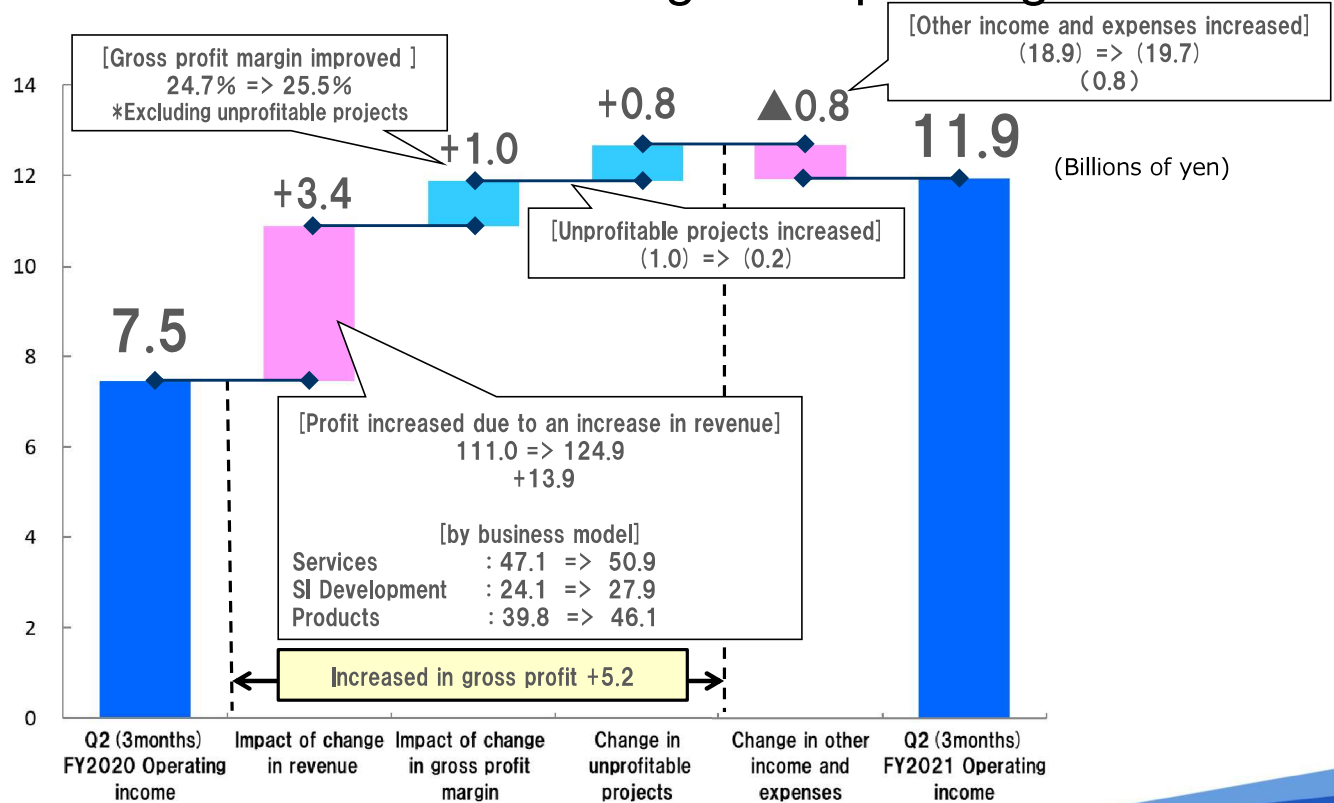 [Other income and expenses increased]
(18.9) => (19.7)
(0.8)
[Gross profit margin improved ]
24.7% => 25.5%
*Excluding unprofitable projects
(Billions of yen)
7.5
+3.4
+1.0
+0.8
▲0.8
11.9
[Unprofitable projects increased]
(1.0) => (0.2)
[Profit increased due to an increase in revenue]
111.0 => 124.9
+13.9
[by business model]
Services : 47.1 => 50.9
SI Development : 24.1 => 27.9
Products : 39.8 => 46.1
Increased in gross profit +5.2
14
12
10
8
6
4
2
0
Q2 (3months)
FY2020 Operating
income
Impact of change
in revenue
Impact of change
in gross profit
margin
Change in
unprofitable
projects
Change in other
income and
expenses
Q2 (3months)
FY2021 Operating
income